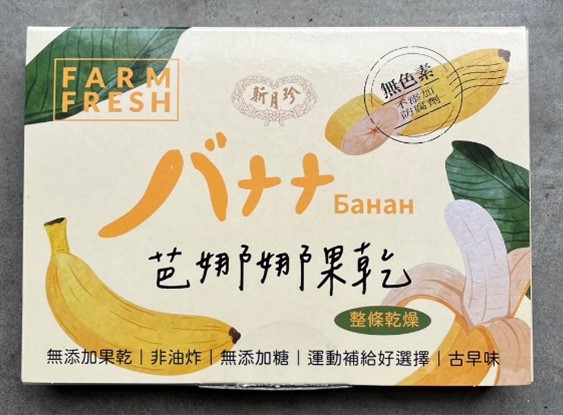 FARM
FRESH
新月珍
無色素
不添加
防腐劑
バナナ
Банан
芭娜娜果乾
整條乾燥
無添加果乾 | 非油炸 | 無添加糖 | 運動補給好選擇 | 古早味